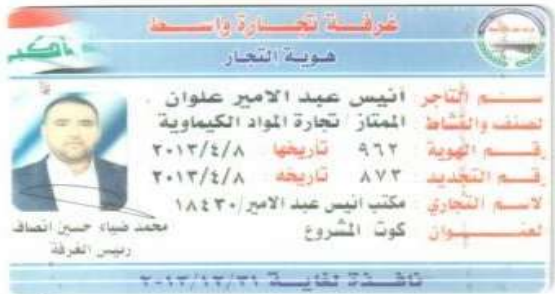 غرفة تجارة واسط
هوية التجار
اسم التاجر أنيس عبد الامير علوان
الصنف والنشاط الممتاز / تجارة المواد الكيماوية
رقم الهوية ٩٦٢ تاريخها ٢٠١٣/٤/٨
رقم التجديد ٨٧٣ تاريخه ٢٠١٣/٤/٨
الاسم التجاري مكتب انيس عبد الامير/١٨٤٣٠
العنوان كوت المشروع
محمد ضياء حسين انصاف
رئيس الغرفة
نافذة لغاية ٢٠١٣/١٢/٣١